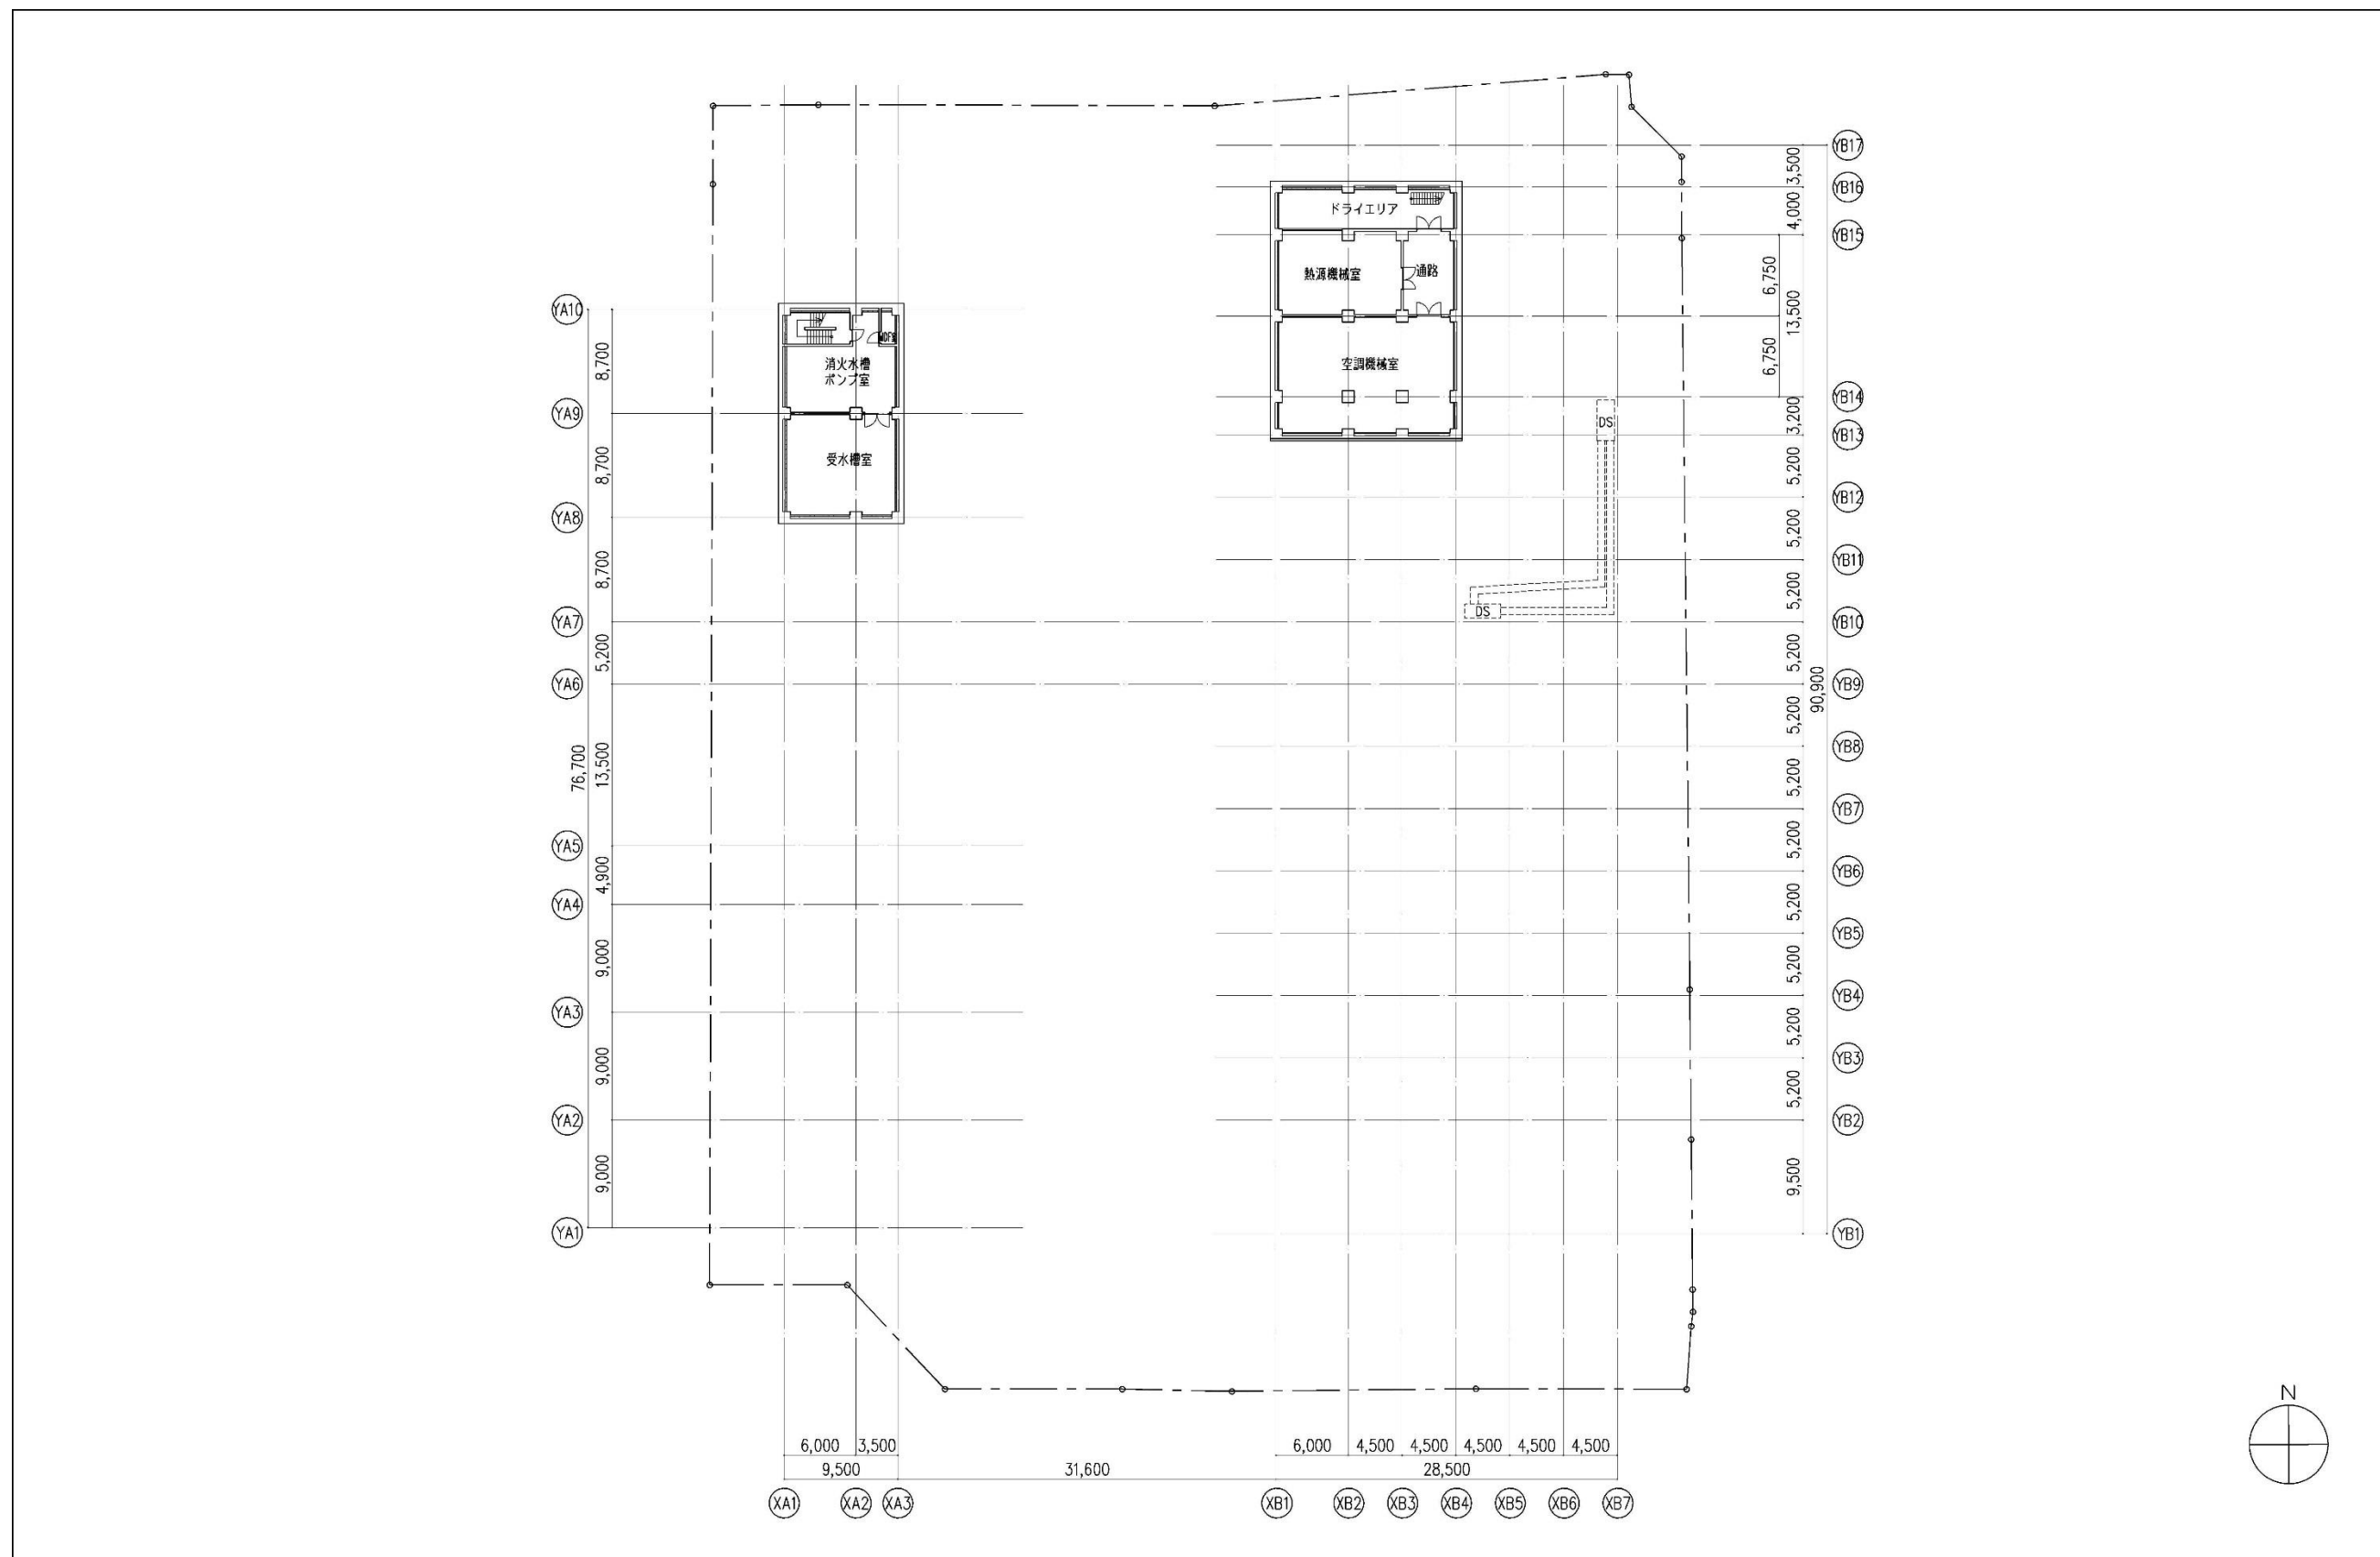 YB17
3,500
YB16
4,000
ドライエリア
YB15
6,750
熱源機械室
通路
13,500
YA10
8,700
消火水槽
ポンプ室
空調機械室
6,750
YB14
3,200
YA9
DS
YB13
8,700
受水槽室
5,200
YB12
YA8
5,200
8,700
YB11
5,200
DS
YA7
YB10
5,200
5,200
YA6
YB9
90,900
5,200
YB8
76,700
13,500
5,200
YB7
YA5
5,200
4,900
YB6
YA4
5,200
YB5
9,000
5,200
YB4
YA3
5,200
YB3
9,000
5,200
YA2
YB2
9,000
9,500
YA1
YB1
N
6,000 3,500
6,000 4,500 4,500 4,500 4,500 4,500
9,500 31,600 28,500
XA1 XA2 XA3 XB1 XB2 XB3 XB4 XB5 XB6 XB7